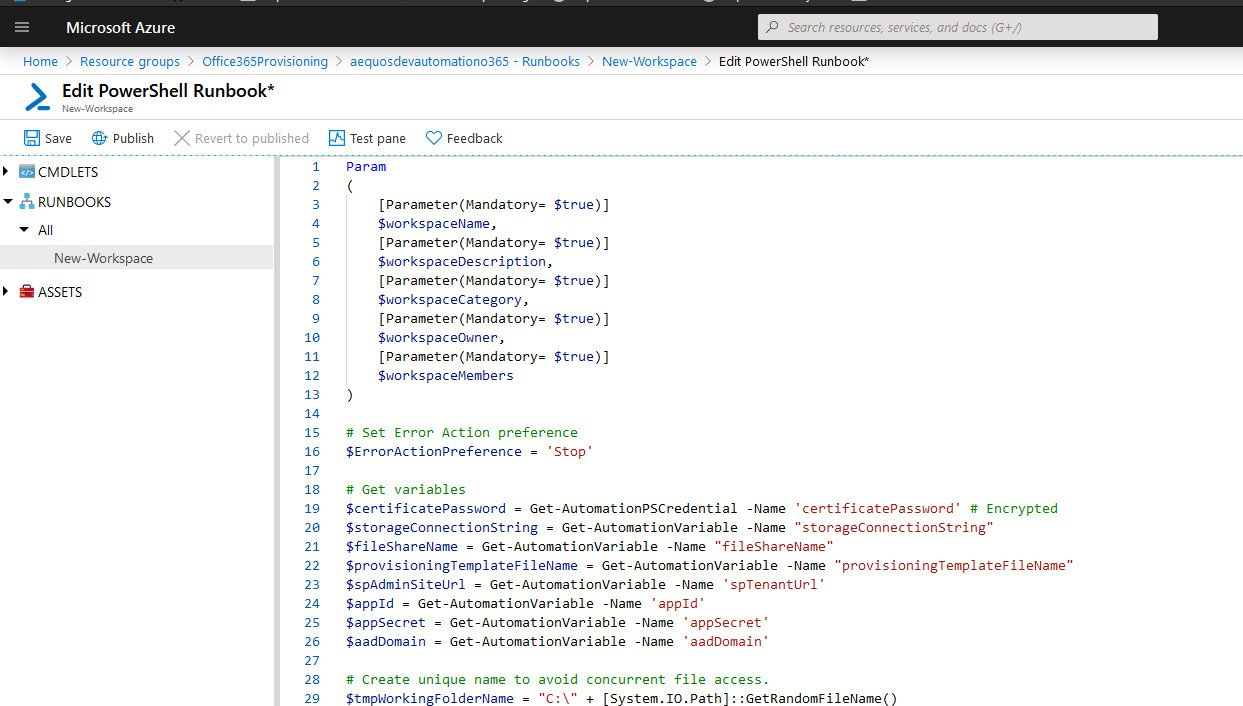 Microsoft Azure
Search resources, services, and docs (G+/)
Home > Resource groups > Office365Provisioning > aequosdevautomationo365 - Runbooks > New-Workspace > Edit PowerShell Runbook*
Edit PowerShell Runbook*
New-Workspace
Save Publish Revert to published Test pane Feedback
CMDLETS
RUNBOOKS
All
New-Workspace
ASSETS
1 Param
2 (
3 [Parameter(Mandatory= $true)]
4 $workspaceName,
5 [Parameter(Mandatory= $true)]
6 $workspaceDescription,
7 [Parameter(Mandatory= $true)]
8 $workspaceCategory,
9 [Parameter(Mandatory= $true)]
10 $workspaceOwner,
11 [Parameter(Mandatory= $true)]
12 $workspaceMembers
13 )
14
15 # Set Error Action preference
16 $ErrorActionPreference = 'Stop'
17
18 # Get variables
19 $certificatePassword = Get-AutomationPSCredential -Name 'certificatePassword' # Encrypted
20 $storageConnectionString = Get-AutomationVariable -Name "storageConnectionString"
21 $fileShareName = Get-AutomationVariable -Name "fileShareName"
22 $provisioningTemplateFileName = Get-AutomationVariable -Name "provisioningTemplateFileName"
23 $spAdminSiteUrl = Get-AutomationVariable -Name 'spTenantUrl'
24 $appId = Get-AutomationVariable -Name 'appId'
25 $appSecret = Get-AutomationVariable -Name 'appSecret'
26 $aadDomain = Get-AutomationVariable -Name 'aadDomain'
27
28 # Create unique name to avoid concurrent file access.
29 $tmpWorkingFolderName = "C:\" + [System.IO.Path]::GetRandomFileName()